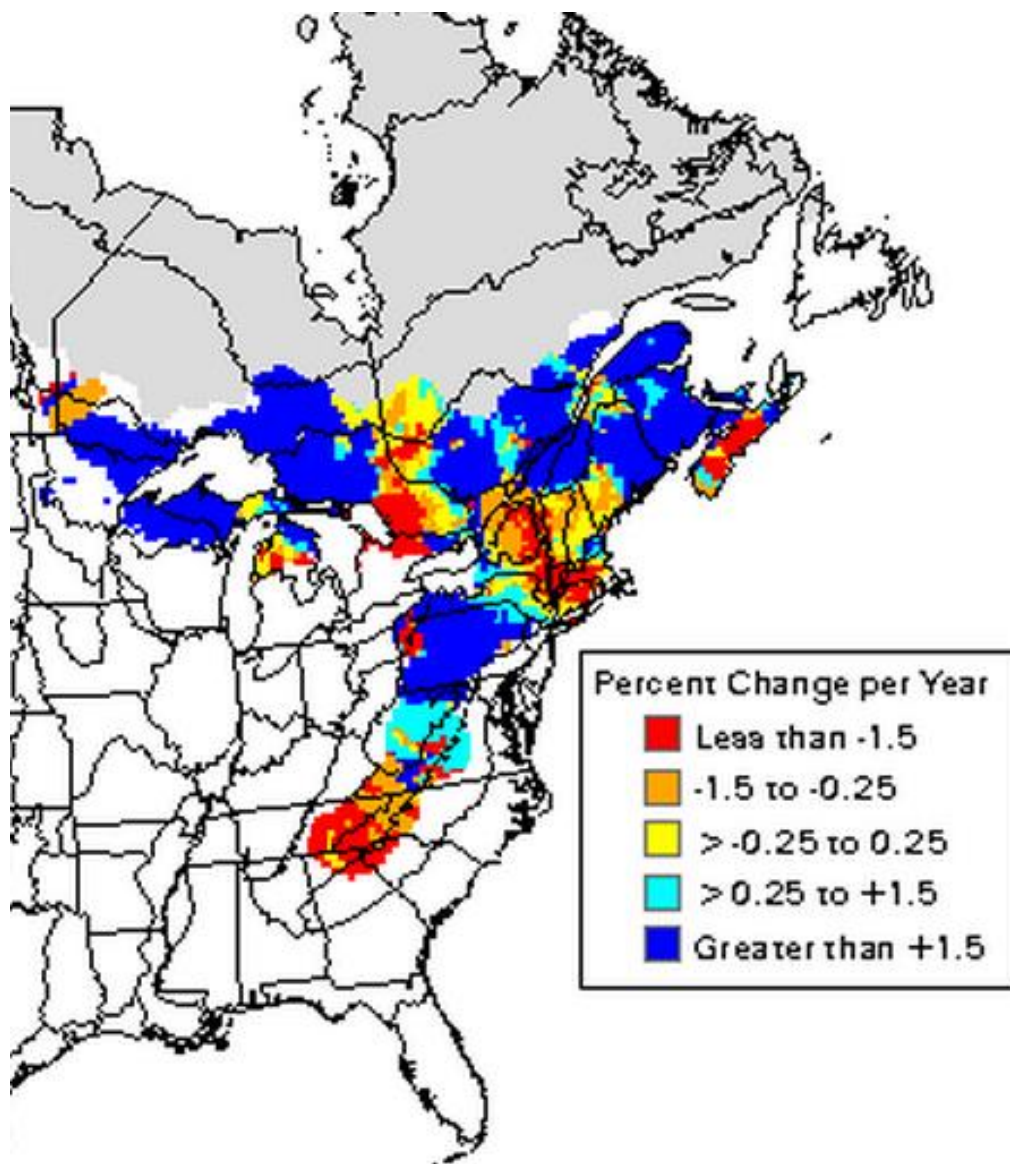 Percent Change per Year
Less than -1.5
-1.5 to -0.25
>-0.25 to 0.25
>0.25 to +1.5
Greater than +1.5